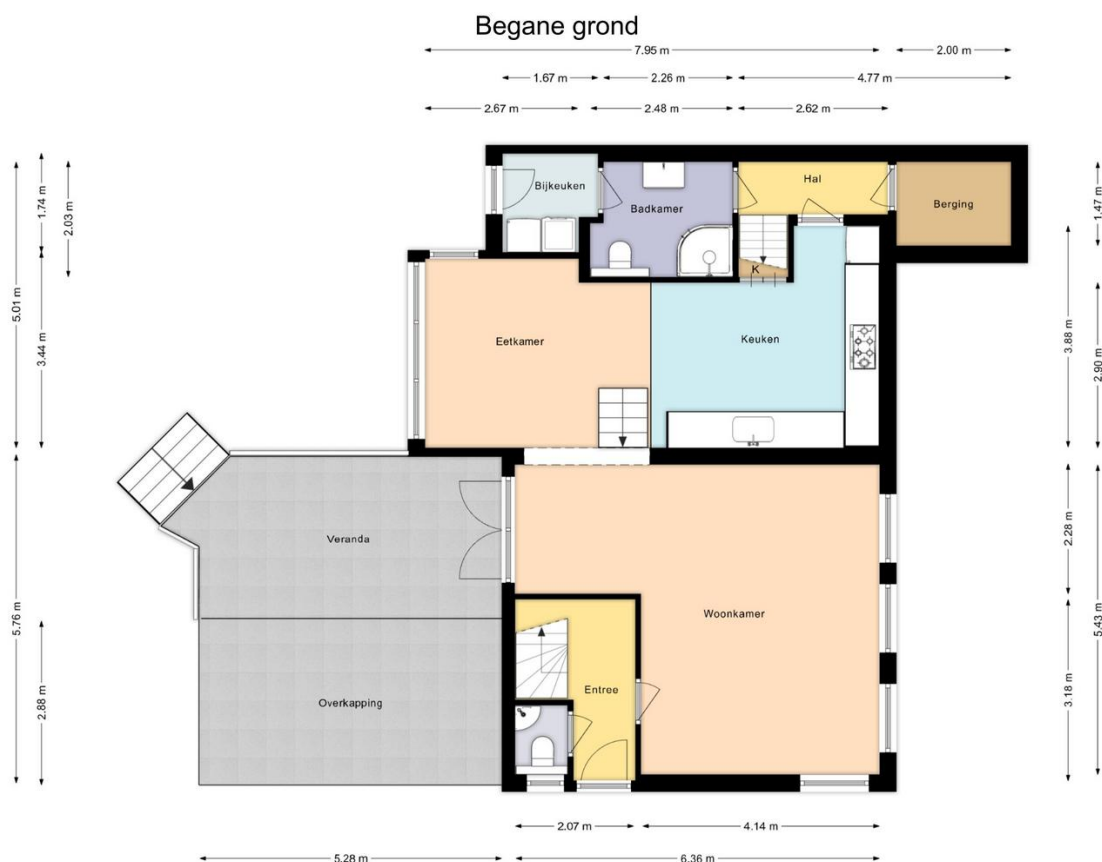 Begane grond
7.95 m
2.00 m
1.67 m
2.26 m
4.77 m
2.67 m
2.48 m
2.62 m
1.74 m
2.03 m
5.01 m
3.44 m
5.76 m
2.88 m
Bijkeuken
Badkamer
Hal
Berging
K
Eetkamer
Keuken
Veranda
Woonkamer
Entree
Overkapping
1.47 m
3.88 m
2.90 m
2.28 m
5.43 m
3.18 m
2.07 m
4.14 m
5.28 m
6.36 m